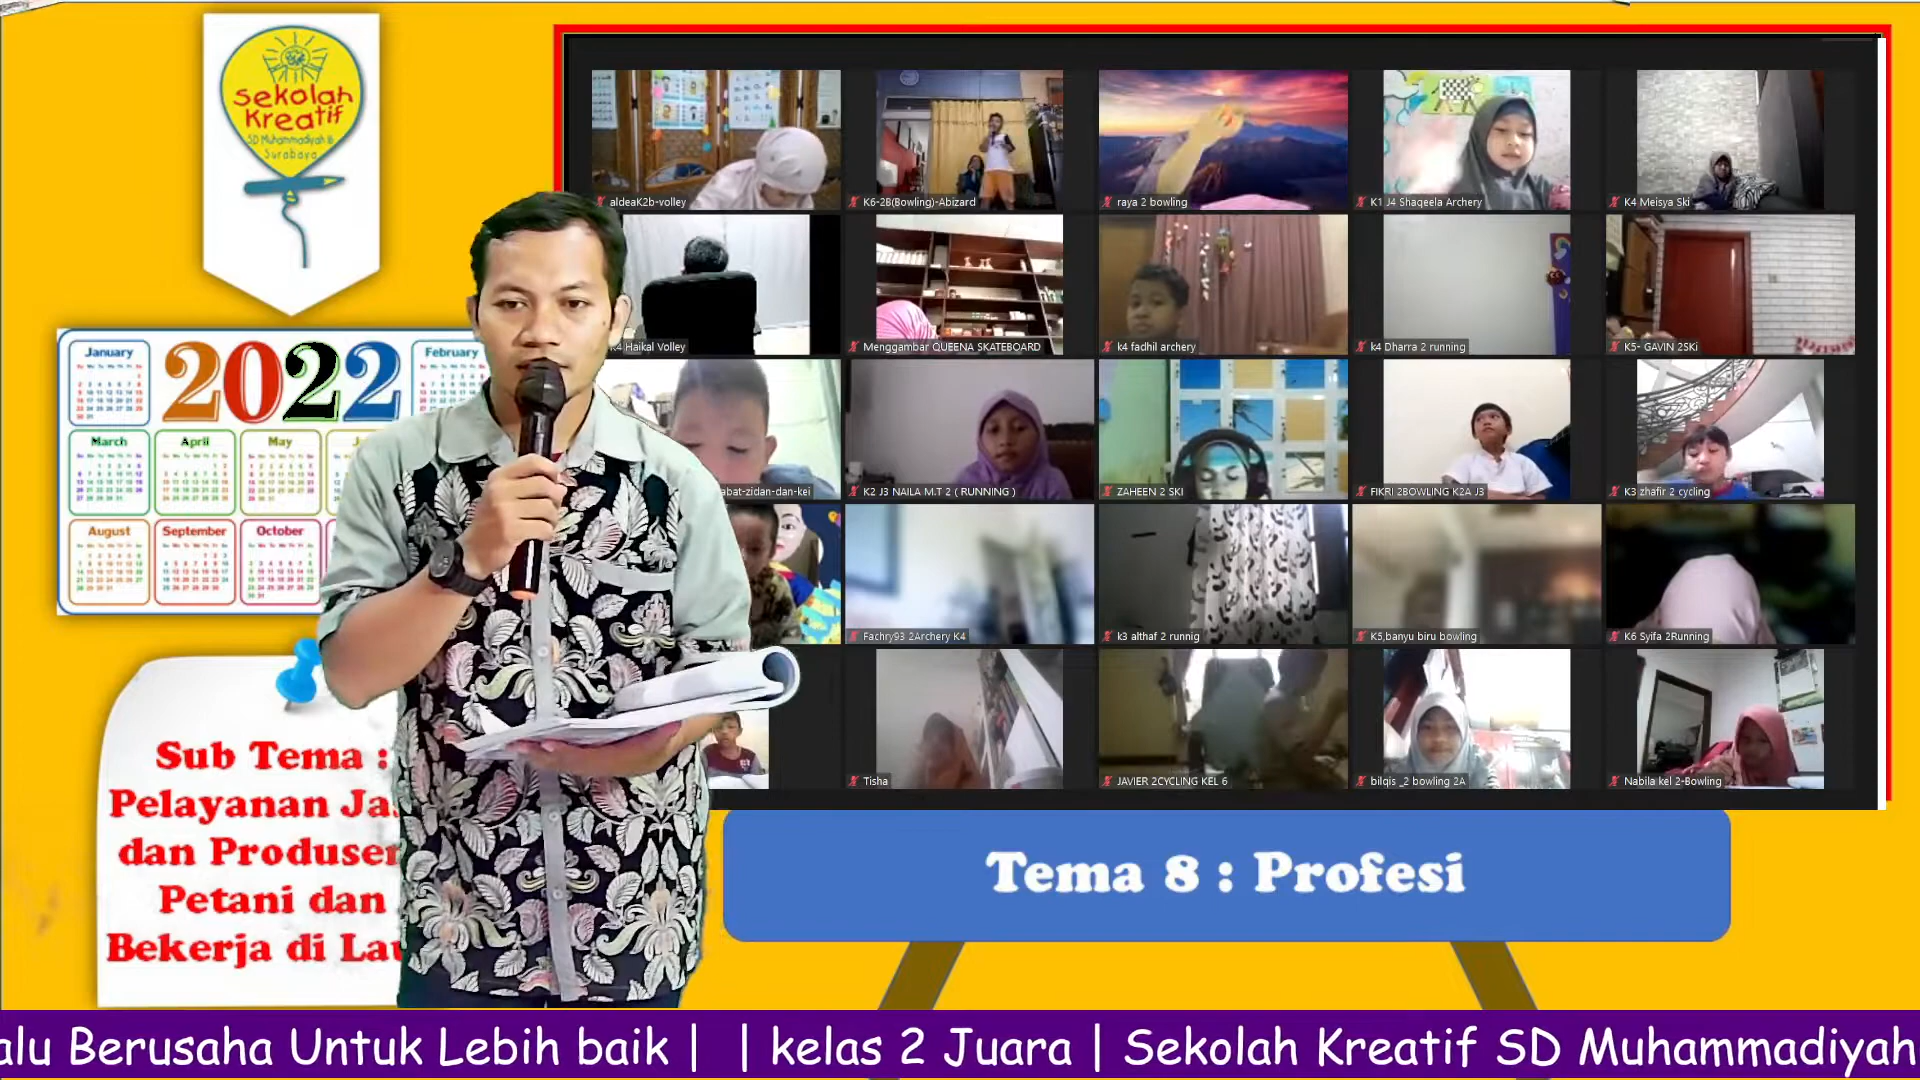 sekolah
kreatif
SD Muhammadiyah 16
Surabaya
2022
January
February
March
April
May
August
September
October
Sub Tema :
Pelayanan Ja
dan Produse
Petani dan
Bekerja di La
aldeaK2b-volley
K6-2B(Bowling)-Abizard
raya 2 bowling
K1 J4 Shaqeela Archery
K4 Meisya Ski
K4 Haikal Volley
Menggambar QUEENA SKATEBOARD
k4 fadhil archery
k4 Dharra 2 running
K5- GAVIN 2SKi
abat-zidan-dan-kei
K2 J3 NAILA M.T 2 ( RUNNING )
ZAHEEN 2 SKI
FIKRI 2BOWLING K2A J3
K3 zhafir 2 cycling
Fachry93 2Archery K4
k3 althaf 2 runnig
K5,banyu biru bowling
K6 Syifa 2Running
Tisha
JAVIER 2CYCLING KEL 6
bilqis _2 bowling 2A
Nabila kel 2-Bowling
Tema 8 : Profesi
alu Berusaha Untuk Lebih baik | | kelas 2 Juara | Sekolah Kreatif SD Muhammadiyah